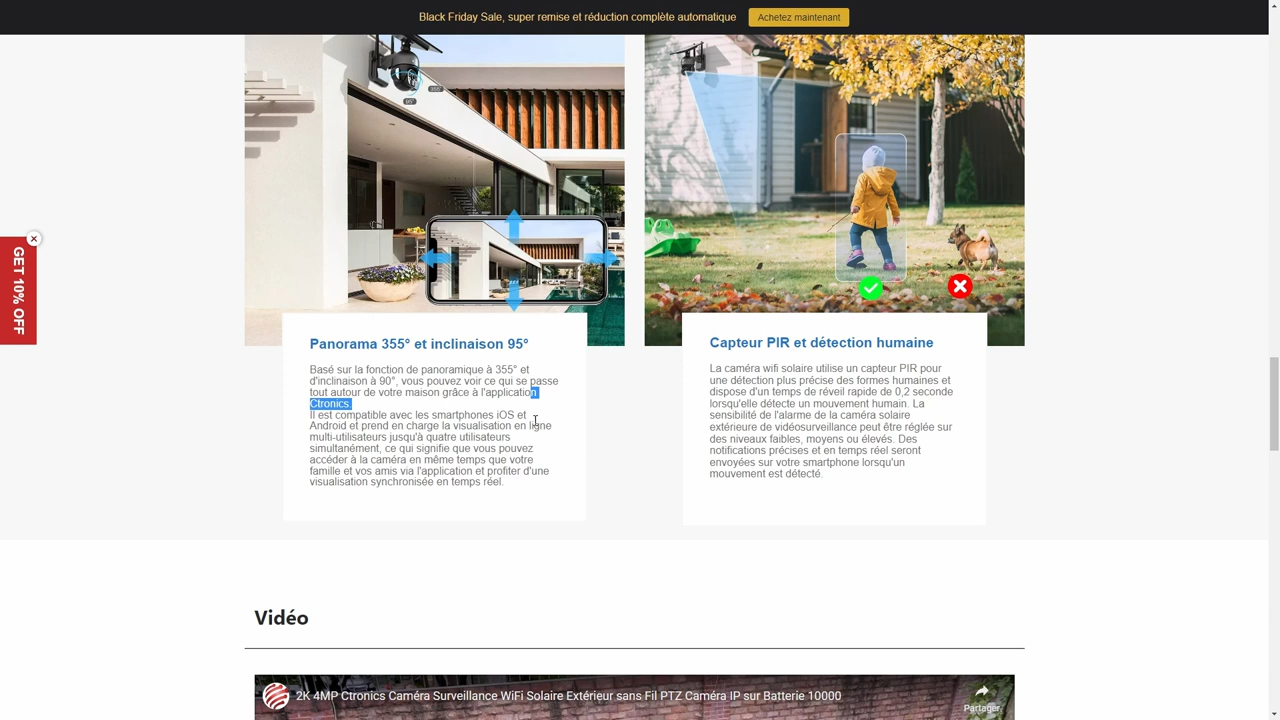 Black Friday Sale, super remise et réduction complète automatique
Achetez maintenant
GET 10% OFF
355°
95°
Panorama 355° et inclinaison 95°
Basé sur la fonction de panoramique à 355° et
d'inclinaison à 90°, vous pouvez voir ce qui se passe
tout autour de votre maison grâce à l'application
Ctronics.
Il est compatible avec les smartphones iOS et
Android et prend en charge la visualisation en ligne
multi-utilisateurs jusqu'à quatre utilisateurs
simultanément, ce qui signifie que vous pouvez
accéder à la caméra en même temps que votre
famille et vos amis via l'application et profiter d'une
visualisation synchronisée en temps réel.
Capteur PIR et détection humaine
La caméra wifi solaire utilise un capteur PIR pour
une détection plus précise des formes humaines et
dispose d'un temps de réveil rapide de 0,2 seconde
lorsqu'elle détecte un mouvement humain. La
sensibilité de l'alarme de la caméra solaire
extérieure de vidéosurveillance peut être réglée sur
des niveaux faibles, moyens ou élevés. Des
notifications précises et en temps réel seront
envoyées sur votre smartphone lorsqu'un
mouvement est détecté.
Vidéo
2K 4MP Ctronics Caméra Surveillance WiFi Solaire Extérieur sans Fil PTZ Caméra IP sur Batterie 10000
Partager